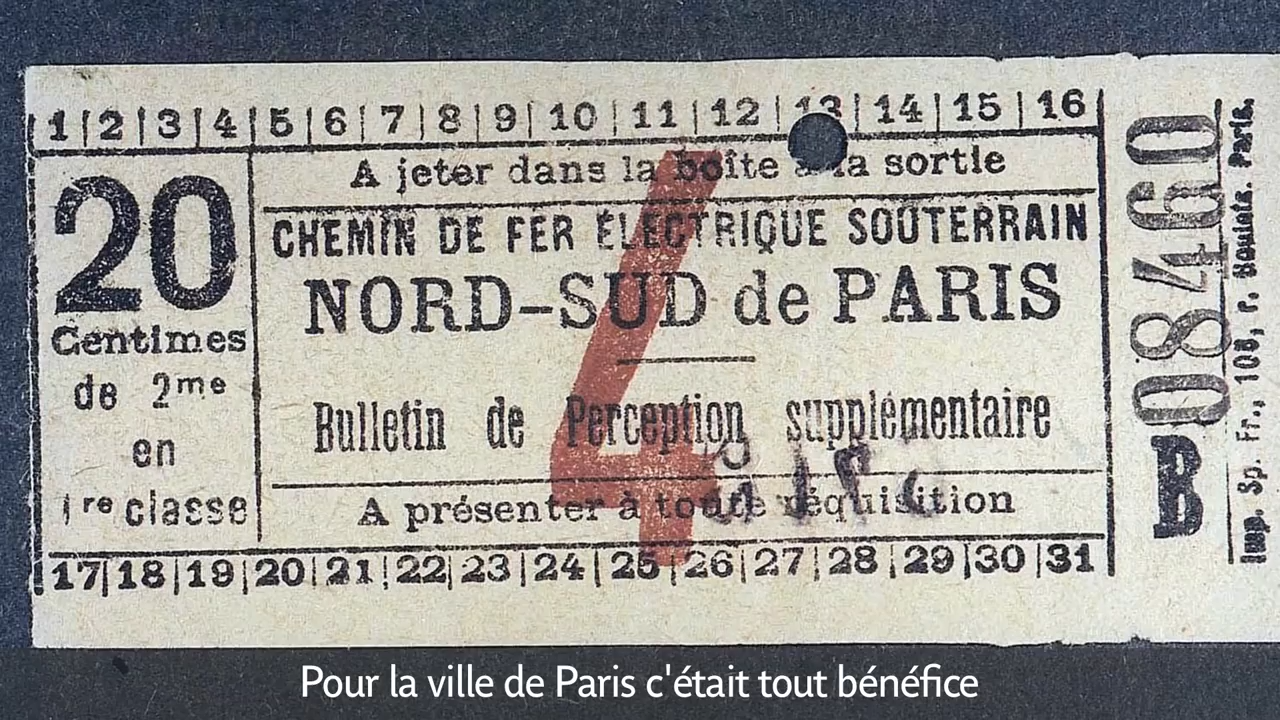 1 | 2 | 3 | 4 | 5 | 6 | 7 | 8 | 9 | 10 | 11 | 12 | 13 | 14 | 15 | 16
A jeter dans la boîte à la sortie
20
Centimes
de 2me
en
1re classe
CHEMIN DE FER ÉLECTRIQUE SOUTERRAIN
NORD-SUD de PARIS
4
Bulletin de Perception supplémentaire
A présenter à toute réquisition
17 | 18 | 19 | 20 | 21 | 22 | 23 | 24 | 25 | 26 | 27 | 28 | 29 | 30 | 31
B 08460
Imp. Sp. Fr., 108, r. Paris.
Pour la ville de Paris c'était tout bénéfice